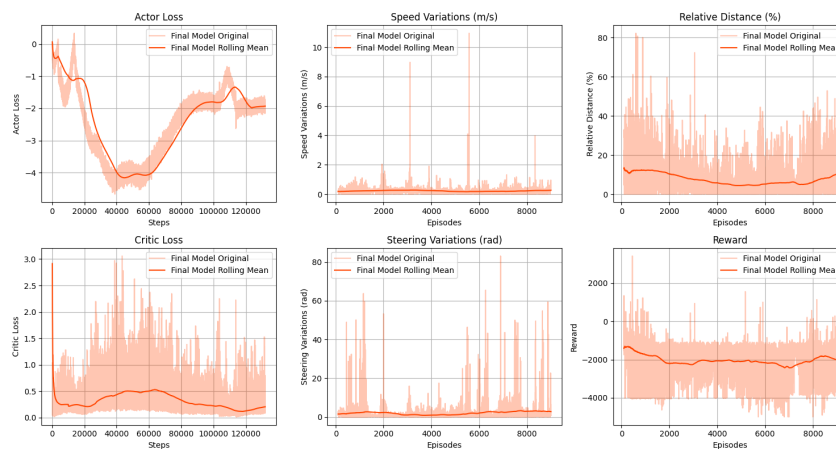 Actor Loss
Final Model Original
Final Model Rolling Mean
0
−1
−2
−3
−4
Actor Loss
0 20000 40000 60000 80000 100000 120000
Steps
Speed Variations (m/s)
Final Model Original
Final Model Rolling Mean
10
8
6
4
2
0
Speed Variations (m/s)
0 2000 4000 6000 8000
Episodes
Relative Distance (%)
Final Model Original
Final Model Rolling Mean
80
60
40
20
0
Relative Distance (%)
0 2000 4000 6000 8000
Episodes
Critic Loss
Final Model Original
Final Model Rolling Mean
3.0
2.5
2.0
1.5
1.0
0.5
0.0
Critic Loss
0 20000 40000 60000 80000 100000 120000
Steps
Steering Variations (rad)
Final Model Original
Final Model Rolling Mean
80
60
40
20
0
Steering Variations (rad)
0 2000 4000 6000 8000
Episodes
Reward
Final Model Original
Final Model Rolling Mean
2000
0
−2000
−4000
Reward
0 2000 4000 6000 8000
Episodes